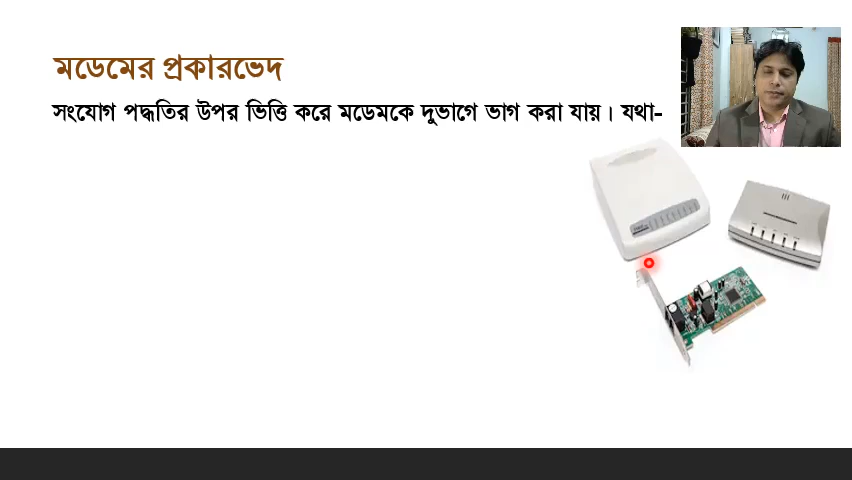 মডেমের প্রকারভেদ
সংযোগ পদ্ধতির উপর ভিত্তি করে মডেমকে দুভাগে ভাগ করা যায়। যথা-